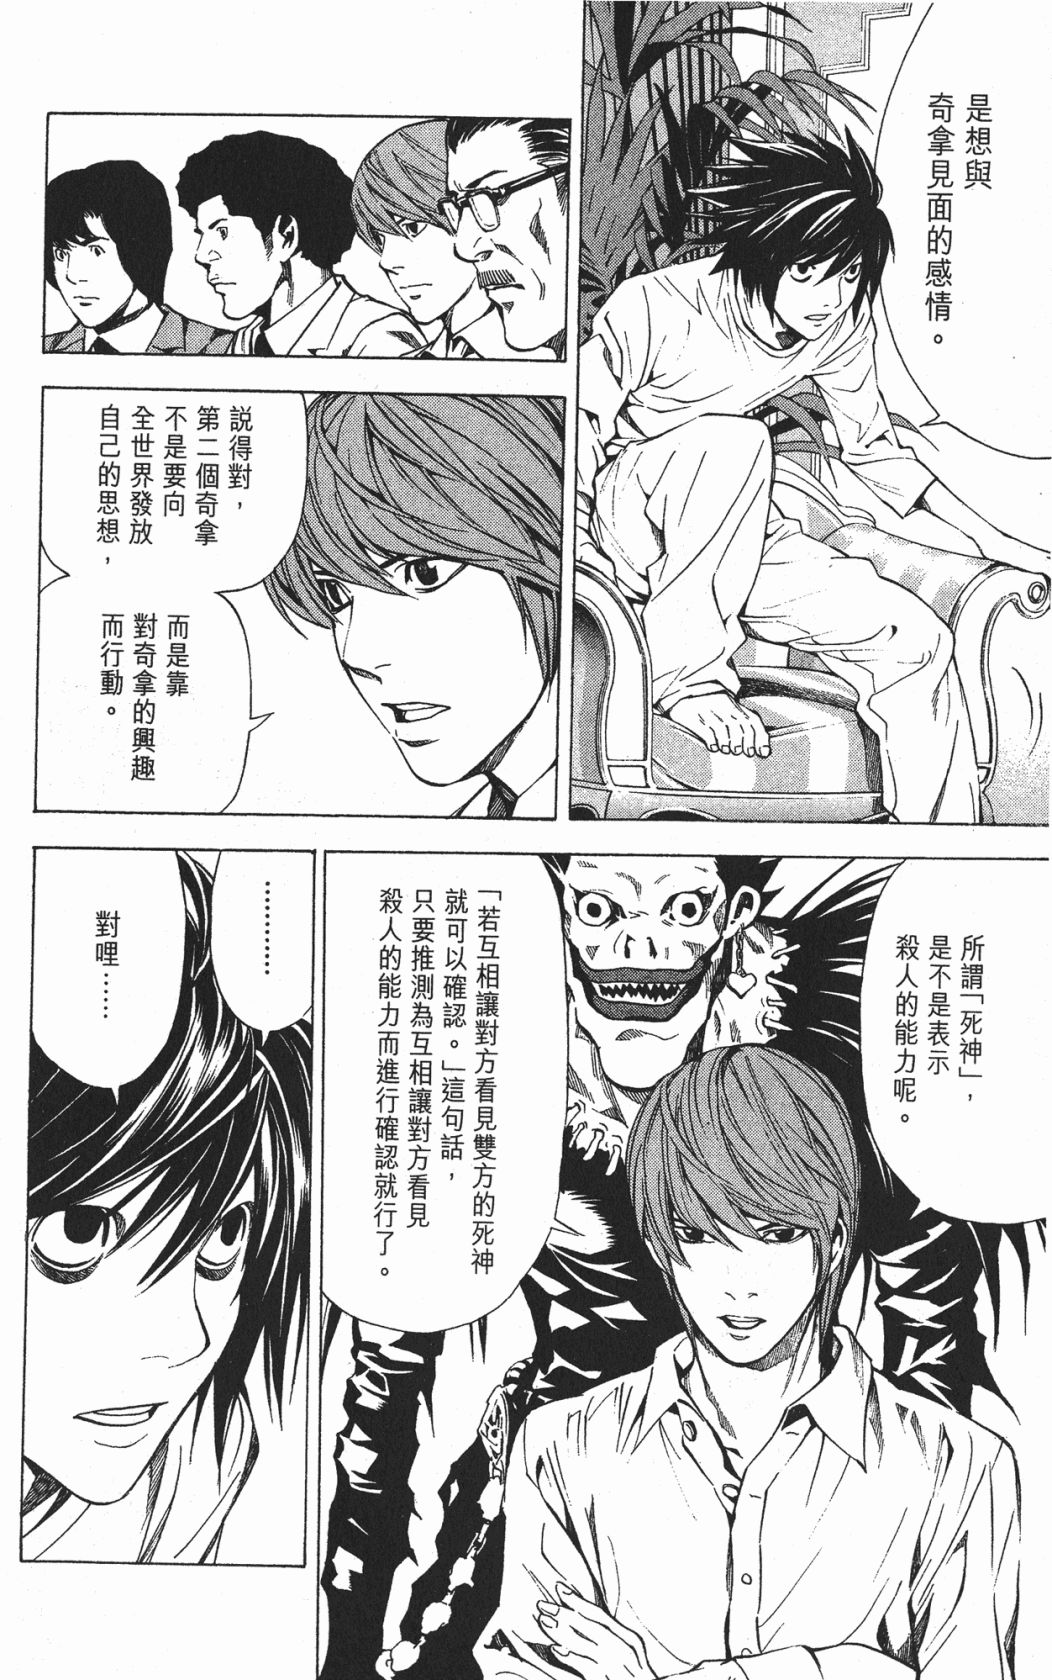 是想與
奇拿見面的感情。
說得對，
第二個奇拿
不是要向
全世界發放
自己的思想，
而是靠
對奇拿的興趣
而行動。
所謂「死神」，
是不是表示
殺人的能力呢。
「若互相讓對方看見雙方的死神
就可以確認。」這句話，
只要推測為互相讓對方看見
殺人的能力而進行確認就行了。
…………
對哩……